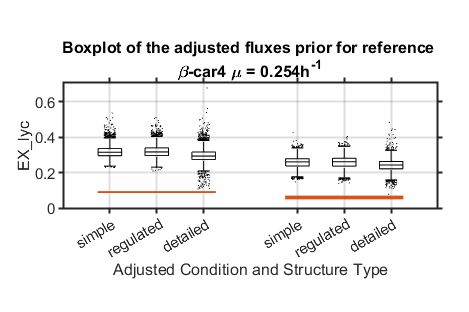 Boxplot of the adjusted fluxes prior for reference
β-car4 μ = 0.254h⁻¹
EX_lyc
0.6
0.4
0.2
0
simple regulated detailed simple regulated detailed
Adjusted Condition and Structure Type